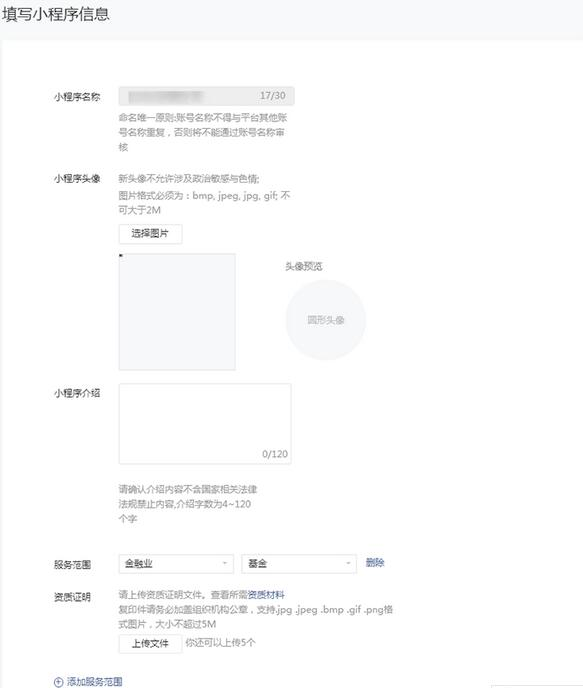 填写小程序信息
小程序名称
17/30
命名唯一原则:账号名称不得与平台其他账
号名称重复，否则将不能通过账号名称审
核
小程序头像
新头像不允许涉及政治敏感与色情;
图片格式必须为：bmp, jpeg, jpg, gif; 不
可大于2M
选择图片
头像预览
圆形头像
小程序介绍
0/120
请确认介绍内容不含国家相关法律
法规禁止内容,介绍字数为4~120
个字
服务范围 金融业 基金 删除
资质证明 请上传资质证明文件。查看所需资质材料
复印件请务必加盖组织机构公章，支持.jpg .jpeg .bmp .gif .png格
式图片，大小不超过5M
上传文件 你还可以上传5个
添加服务范围